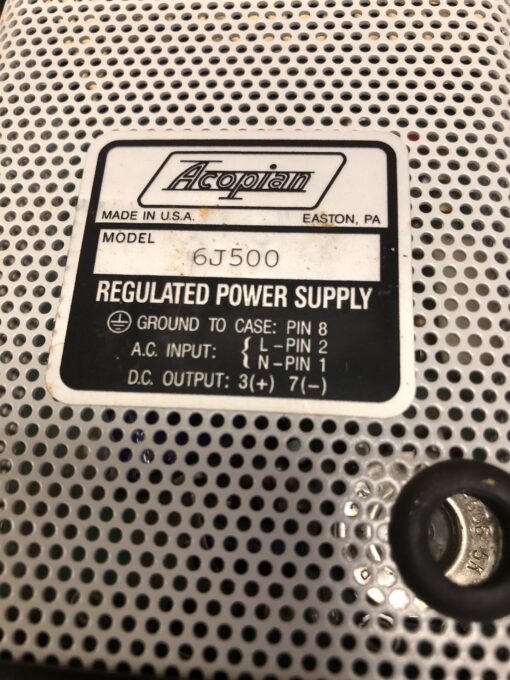 Acopian
MADE IN U.S.A. EASTON, PA
MODEL
6J500
REGULATED POWER SUPPLY
GROUND TO CASE: PIN 8
A.C. INPUT: { L-PIN 2
N-PIN 1
D.C. OUTPUT: 3(+) 7(-)